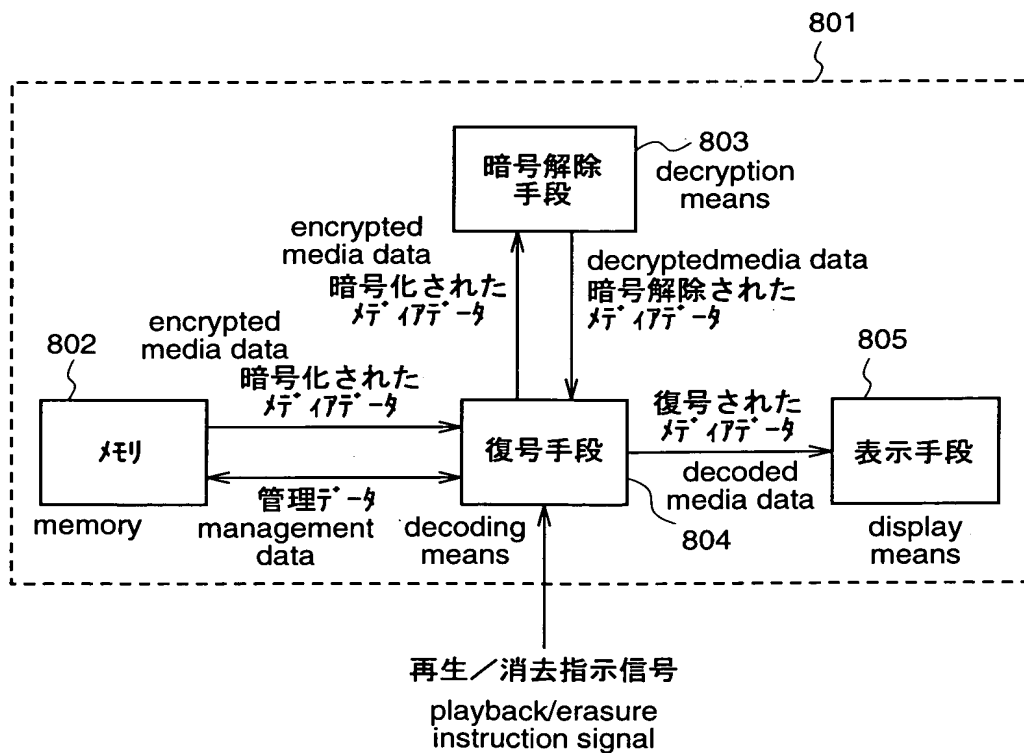 801
803
decryption
means
暗号解除
手段
encrypted
media data
暗号化された
ﾒﾃﾞｨｱﾃﾞｰﾀ
decryptedmedia data
暗号解除された
ﾒﾃﾞｨｱﾃﾞｰﾀ
802
encrypted
media data
暗号化された
ﾒﾃﾞｨｱﾃﾞｰﾀ
805
ﾒﾓﾘ
復号手段
復号された
ﾒﾃﾞｨｱﾃﾞｰﾀ
表示手段
decoded
media data
memory
管理ﾃﾞｰﾀ
management
data
decoding
means
804
display
means
再生／消去指示信号
playback/erasure
instruction signal